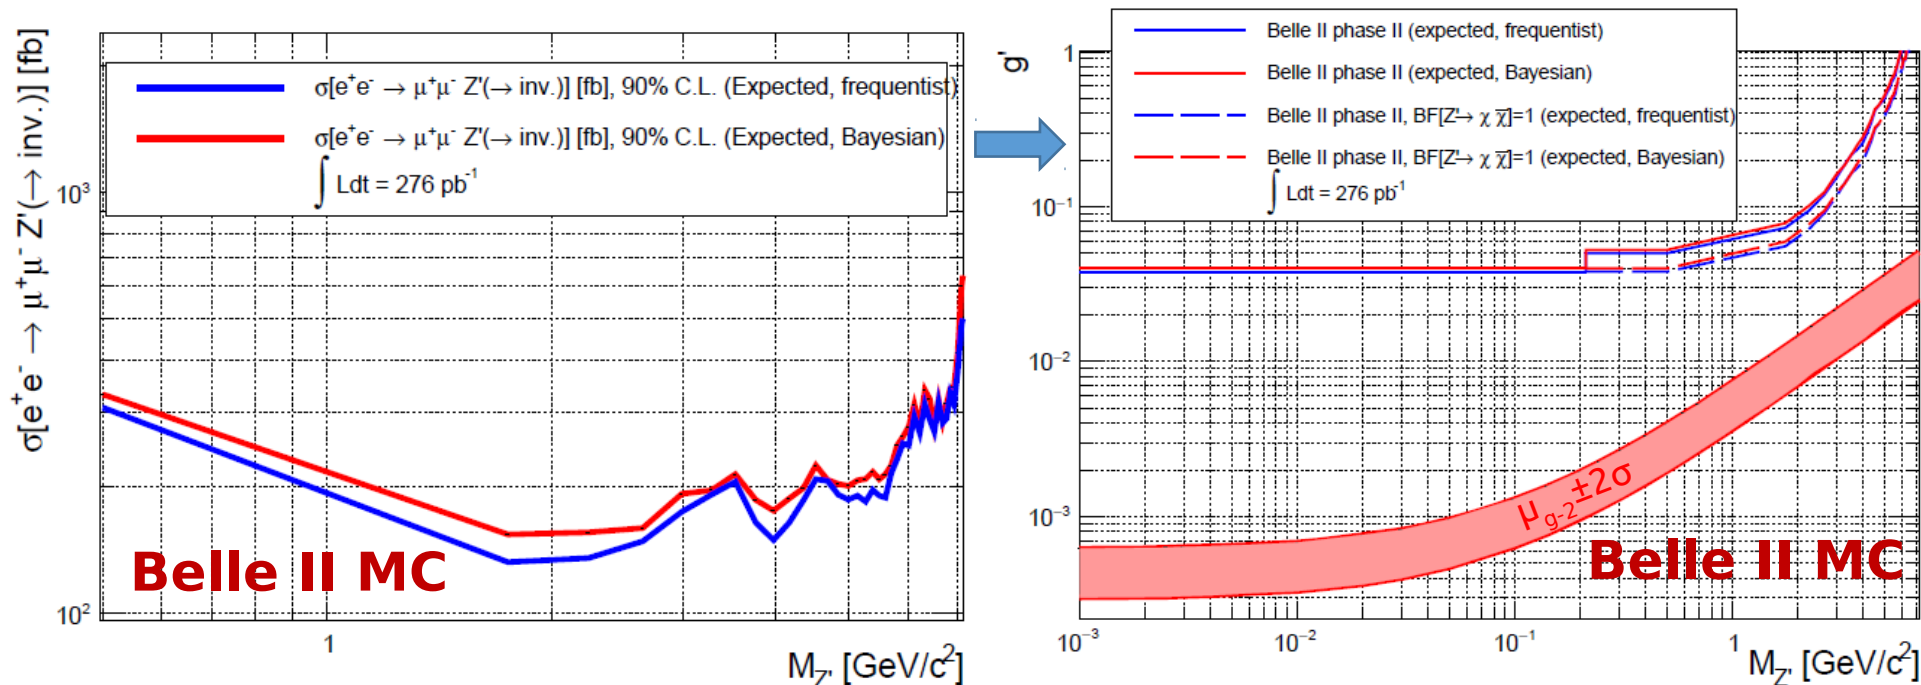 σ[e⁺e⁻ → μ⁺μ⁻ Z'(→ inv.)] [fb]
σ[e⁺e⁻ → μ⁺μ⁻ Z'(→ inv.)] [fb], 90% C.L. (Expected, frequentist)
σ[e⁺e⁻ → μ⁺μ⁻ Z'(→ inv.)] [fb], 90% C.L. (Expected, Bayesian)
∫ Ldt = 276 pb⁻¹
10³
10²
Belle II MC
1
M_Z' [GeV/c²]
g'
Belle II phase II (expected, frequentist)
Belle II phase II (expected, Bayesian)
Belle II phase II, BF[Z'→ χ χ̅]=1 (expected, frequentist)
Belle II phase II, BF[Z'→ χ χ̅]=1 (expected, Bayesian)
∫ Ldt = 276 pb⁻¹
1
10⁻¹
10⁻²
10⁻³
μ_g-2 ±2σ
Belle II MC
10⁻³ 10⁻² 10⁻¹ 1
M_Z' [GeV/c²]